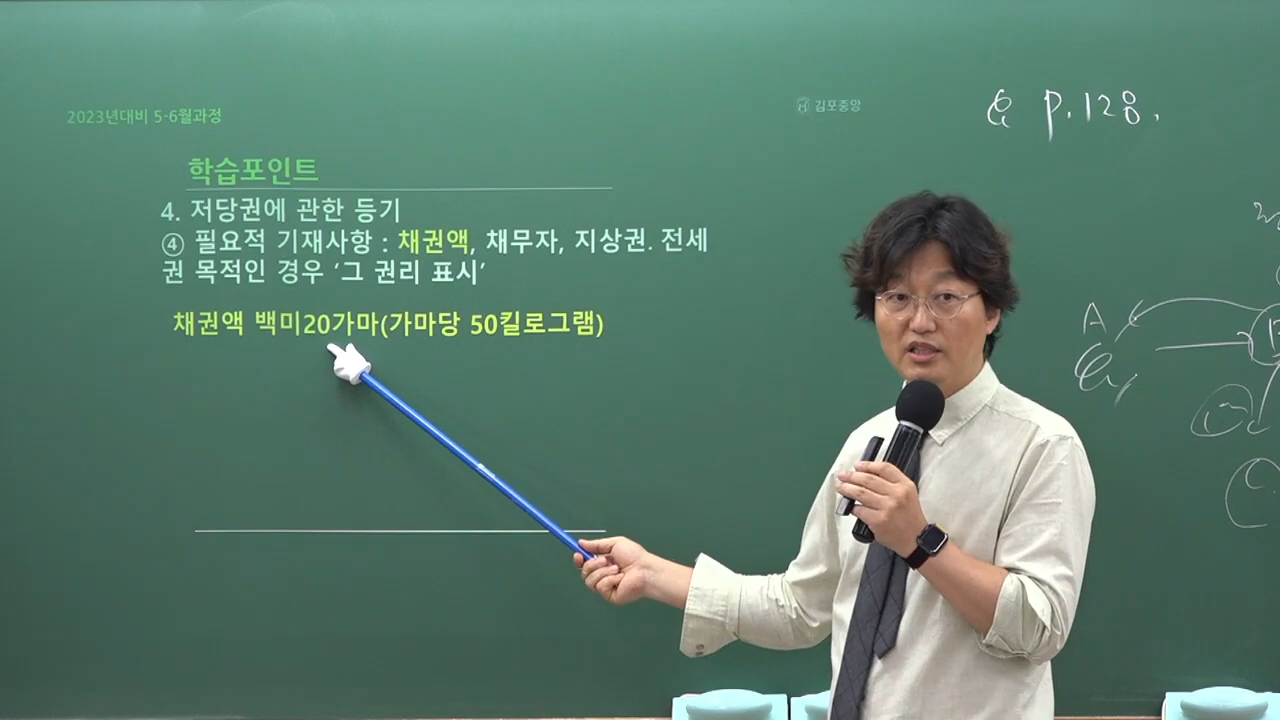 2023년대비 5-6월과정
김포중앙
p.128.
학습포인트
4. 저당권에 관한 등기
④ 필요적 기재사항 : 채권액, 채무자, 지상권. 전세
권 목적인 경우 ‘그 권리 표시’
채권액 백미20가마(가마당 50킬로그램)
A